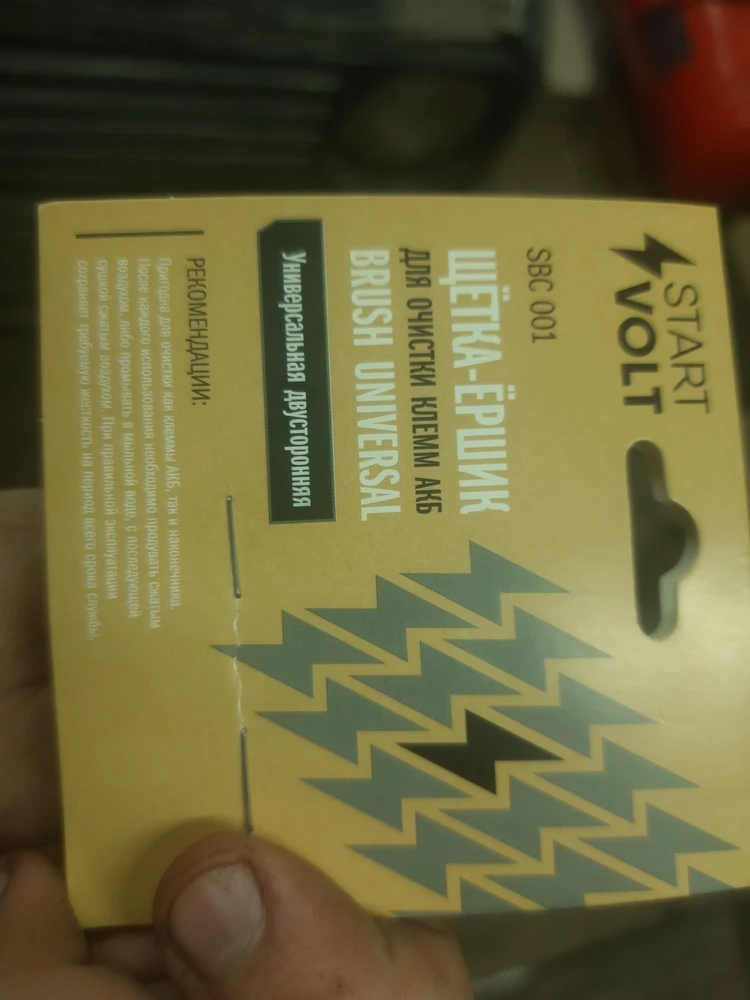 START
VOLT
SBC 001
ЩЁТКА-ЁРШИК
ДЛЯ ОЧИСТКИ КЛЕММ АКБ
BRUSH UNIVERSAL
Универсальная двусторонняя
РЕКОМЕНДАЦИИ:
Пригодна для очистки как клеммы АКБ, так и наконечника.
После каждого использования необходимо продувать сжатым
воздухом, либо промывать в мыльной воде, с последующей
сушкой сжатым воздухом. При правильной эксплуатации
сохраняет требуемую жесткость на период всего срока службы.